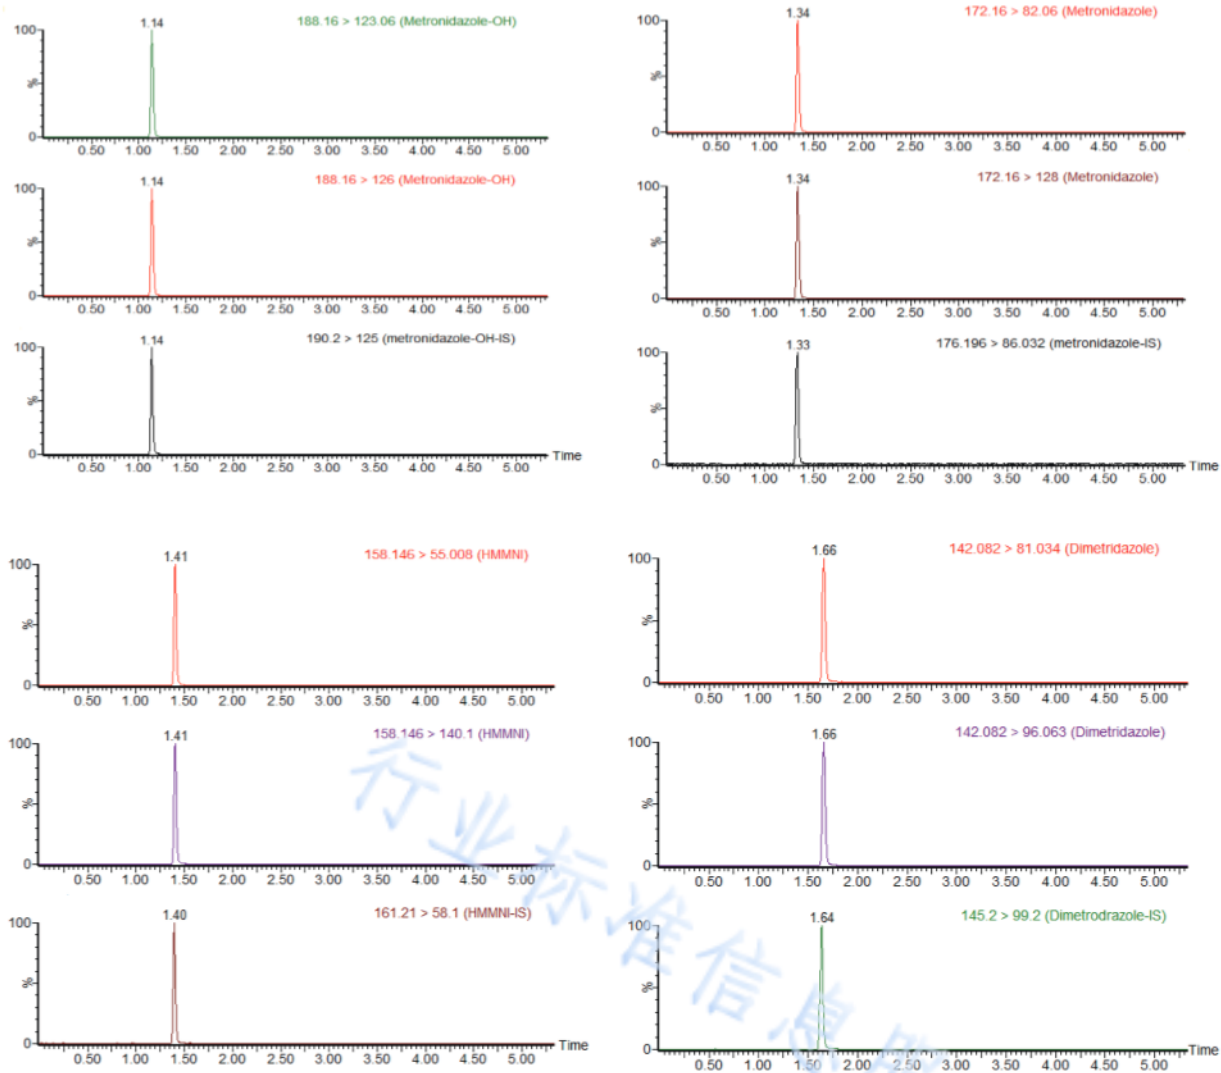 188.16 > 123.06 (Metronidazole-OH)
1.14
100
%
0
0.50 1.00 1.50 2.00 2.50 3.00 3.50 4.00 4.50 5.00
188.16 > 126 (Metronidazole-OH)
1.14
100
%
0
0.50 1.00 1.50 2.00 2.50 3.00 3.50 4.00 4.50 5.00
190.2 > 125 (metronidazole-OH-IS)
1.14
100
%
0
0.50 1.00 1.50 2.00 2.50 3.00 3.50 4.00 4.50 5.00
Time
172.16 > 82.06 (Metronidazole)
1.34
100
%
0
0.50 1.00 1.50 2.00 2.50 3.00 3.50 4.00 4.50 5.00
172.16 > 128 (Metronidazole)
1.34
100
%
0
0.50 1.00 1.50 2.00 2.50 3.00 3.50 4.00 4.50 5.00
176.196 > 86.032 (metronidazole-IS)
1.33
100
%
0
0.50 1.00 1.50 2.00 2.50 3.00 3.50 4.00 4.50 5.00
Time
158.146 > 55.008 (HMMNI)
1.41
100
%
0
0.50 1.00 1.50 2.00 2.50 3.00 3.50 4.00 4.50 5.00
158.146 > 140.1 (HMMNI)
1.41
100
%
0
0.50 1.00 1.50 2.00 2.50 3.00 3.50 4.00 4.50 5.00
161.21 > 58.1 (HMMNI-IS)
1.40
100
%
0
0.50 1.00 1.50 2.00 2.50 3.00 3.50 4.00 4.50 5.00
Time
142.082 > 81.034 (Dimetridazole)
1.66
100
%
0
0.50 1.00 1.50 2.00 2.50 3.00 3.50 4.00 4.50 5.00
142.082 > 96.063 (Dimetridazole)
1.66
100
%
0
0.50 1.00 1.50 2.00 2.50 3.00 3.50 4.00 4.50 5.00
145.2 > 99.2 (Dimetrodrazole-IS)
1.64
100
%
0
0.50 1.00 1.50 2.00 2.50 3.00 3.50 4.00 4.50 5.00
Time
行业标准信息